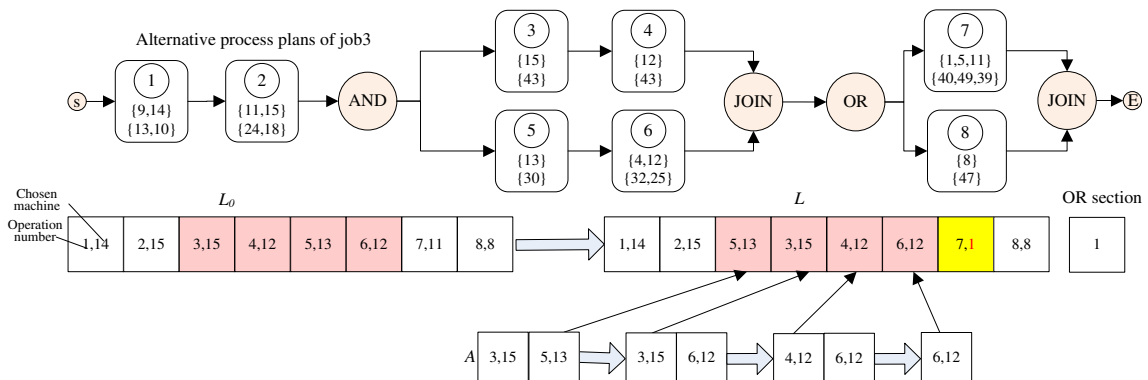 Alternative process plans of job3
s
1
{9,14}
{13,10}
2
{11,15}
{24,18}
AND
3
{15}
{43}
4
{12}
{43}
5
{13}
{30}
6
{4,12}
{32,25}
JOIN
OR
7
{1,5,11}
{40,49,39}
8
{8}
{47}
JOIN
E
Chosen
machine
Operation
number
L0
1,14 2,15 3,15 4,12 5,13 6,12 7,11 8,8
L
1,14 2,15 5,13 3,15 4,12 6,12 7,1 8,8
OR section
1
A
3,15 5,13
3,15 6,12
4,12 6,12
6,12